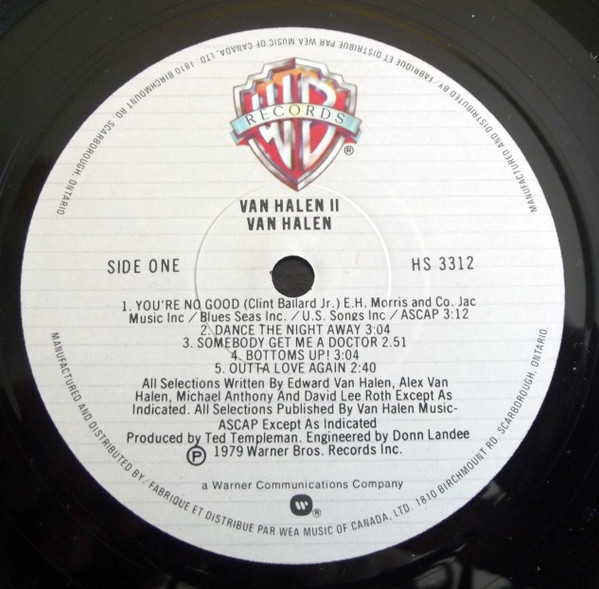 MANUFACTURED AND DISTRIBUTED BY / FABRIQUE ET DISTRIBUE PAR WEA MUSIC OF CANADA, LTD. 1810 BIRCHMOUNT RD. SCARBOROUGH, ONTARIO
WB
RECORDS
®
VAN HALEN II
VAN HALEN
SIDE ONE
HS 3312
1. YOU'RE NO GOOD (Clint Ballard Jr.) E.H. Morris and Co. Jac
Music Inc / Blues Seas Inc. / U.S. Songs Inc / ASCAP 3:12
2. DANCE THE NIGHT AWAY 3:04
3. SOMEBODY GET ME A DOCTOR 2.51
4. BOTTOMS UP! 3:04
5. OUTTA LOVE AGAIN 2:40
All Selections Written By Edward Van Halen, Alex Van
Halen, Michael Anthony And David Lee Roth Except As
Indicated. All Selections Published By Van Halen Music-
ASCAP Except As Indicated
Produced by Ted Templeman. Engineered by Donn Landee
℗ 1979 Warner Bros. Records Inc.
a Warner Communications Company
W ®
MANUFACTURED AND DISTRIBUTED BY / FABRIQUE ET DISTRIBUE PAR WEA MUSIC OF CANADA, LTD. 1810 BIRCHMOUNT RD. SCARBOROUGH, ONTARIO